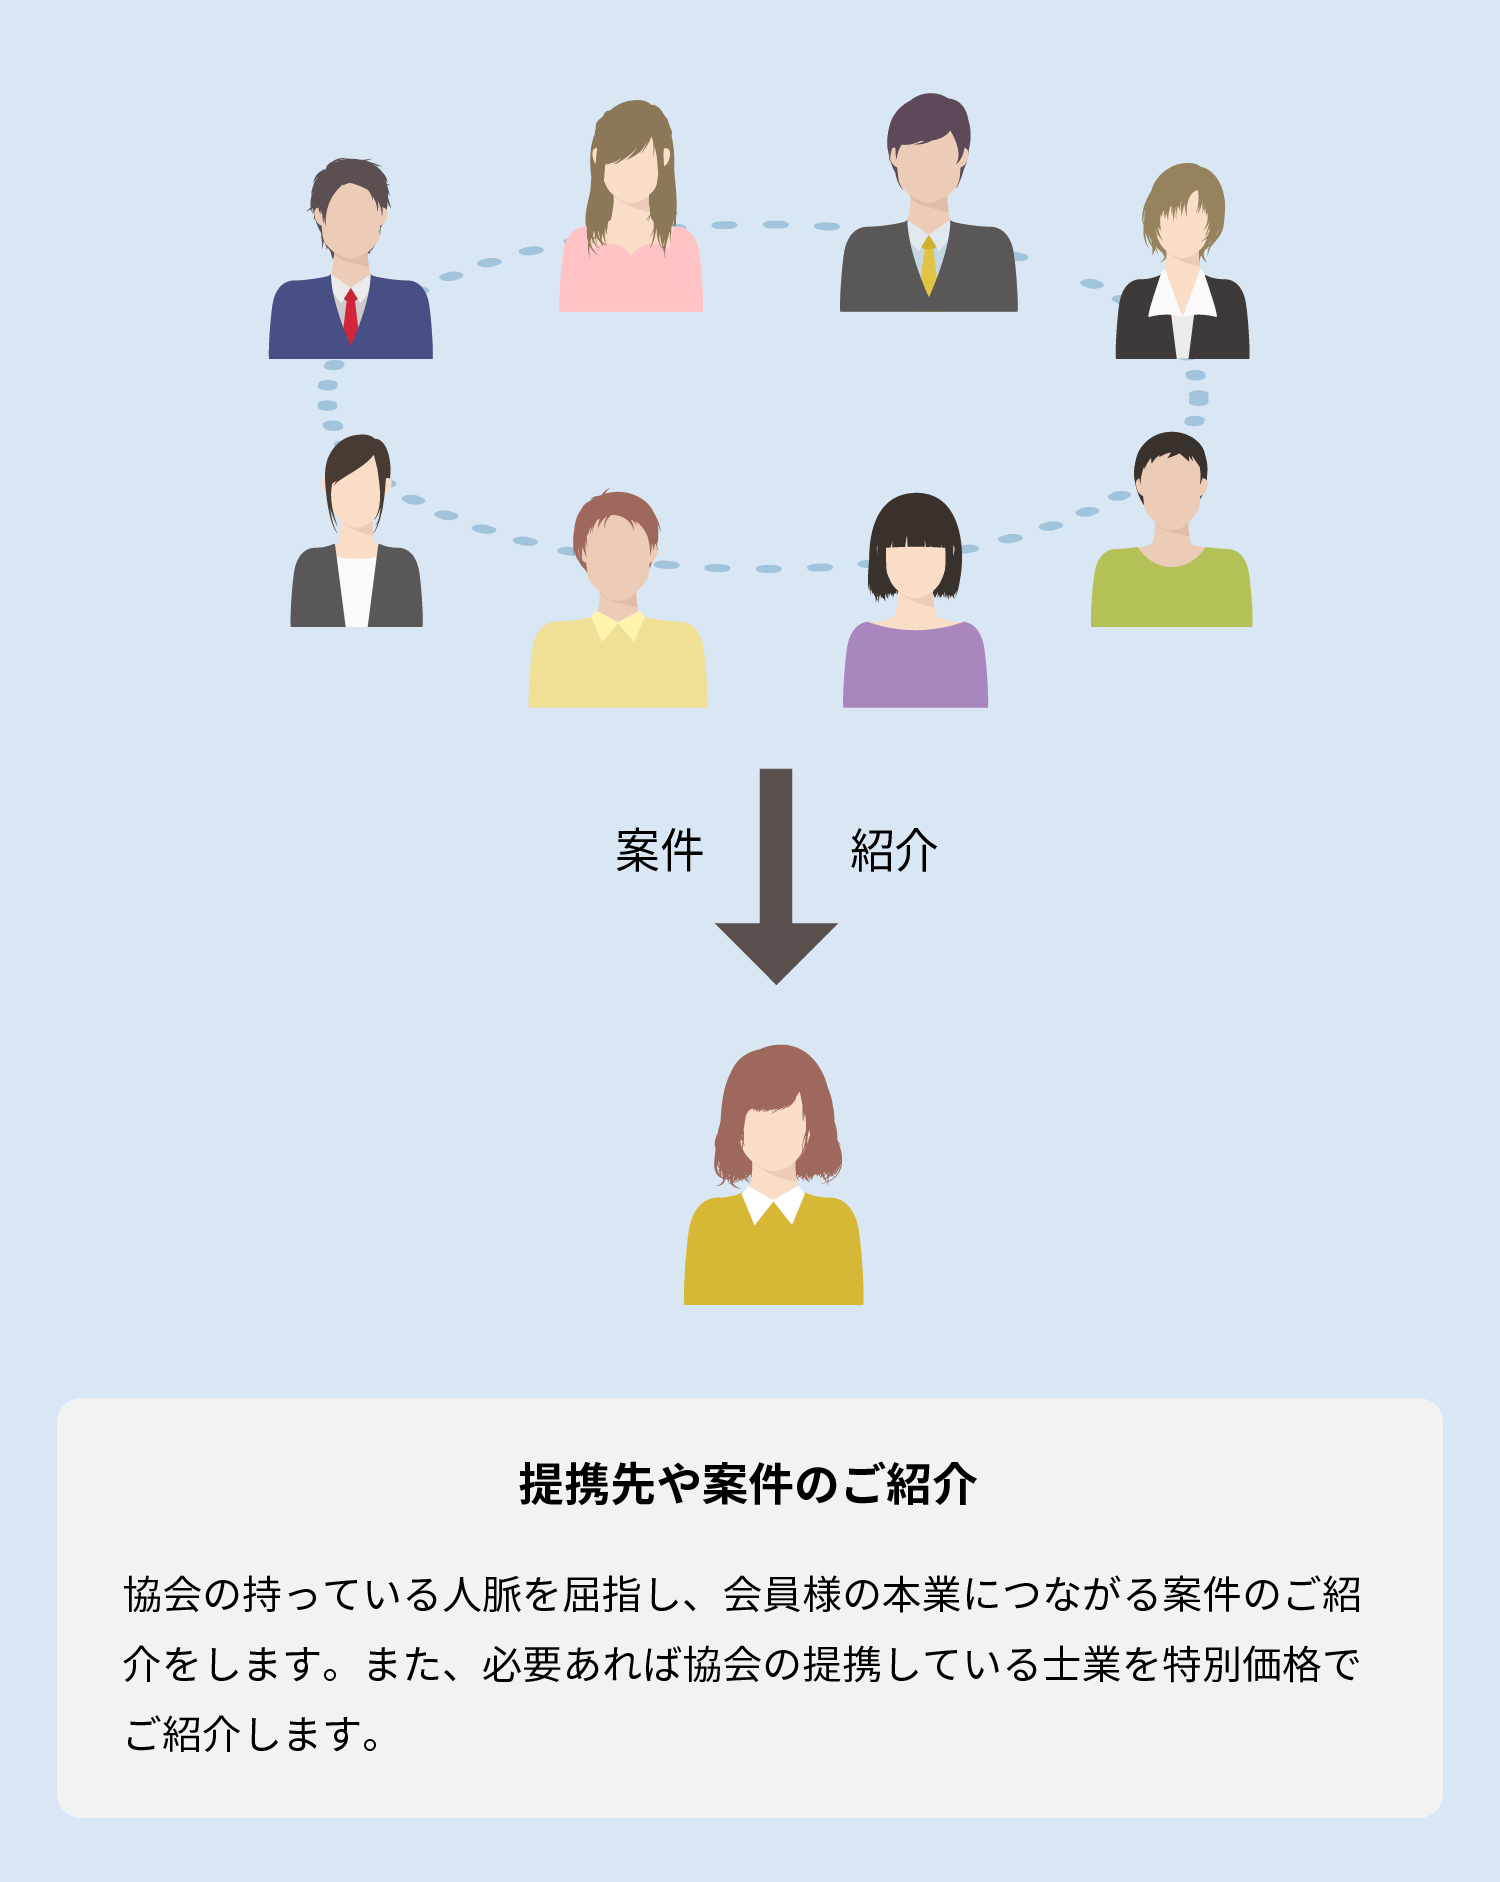 案件 紹介
提携先や案件のご紹介
協会の持っている人脈を屈指し、会員様の本業につながる案件のご紹
介をします。また、必要あれば協会の提携している士業を特別価格で
ご紹介します。